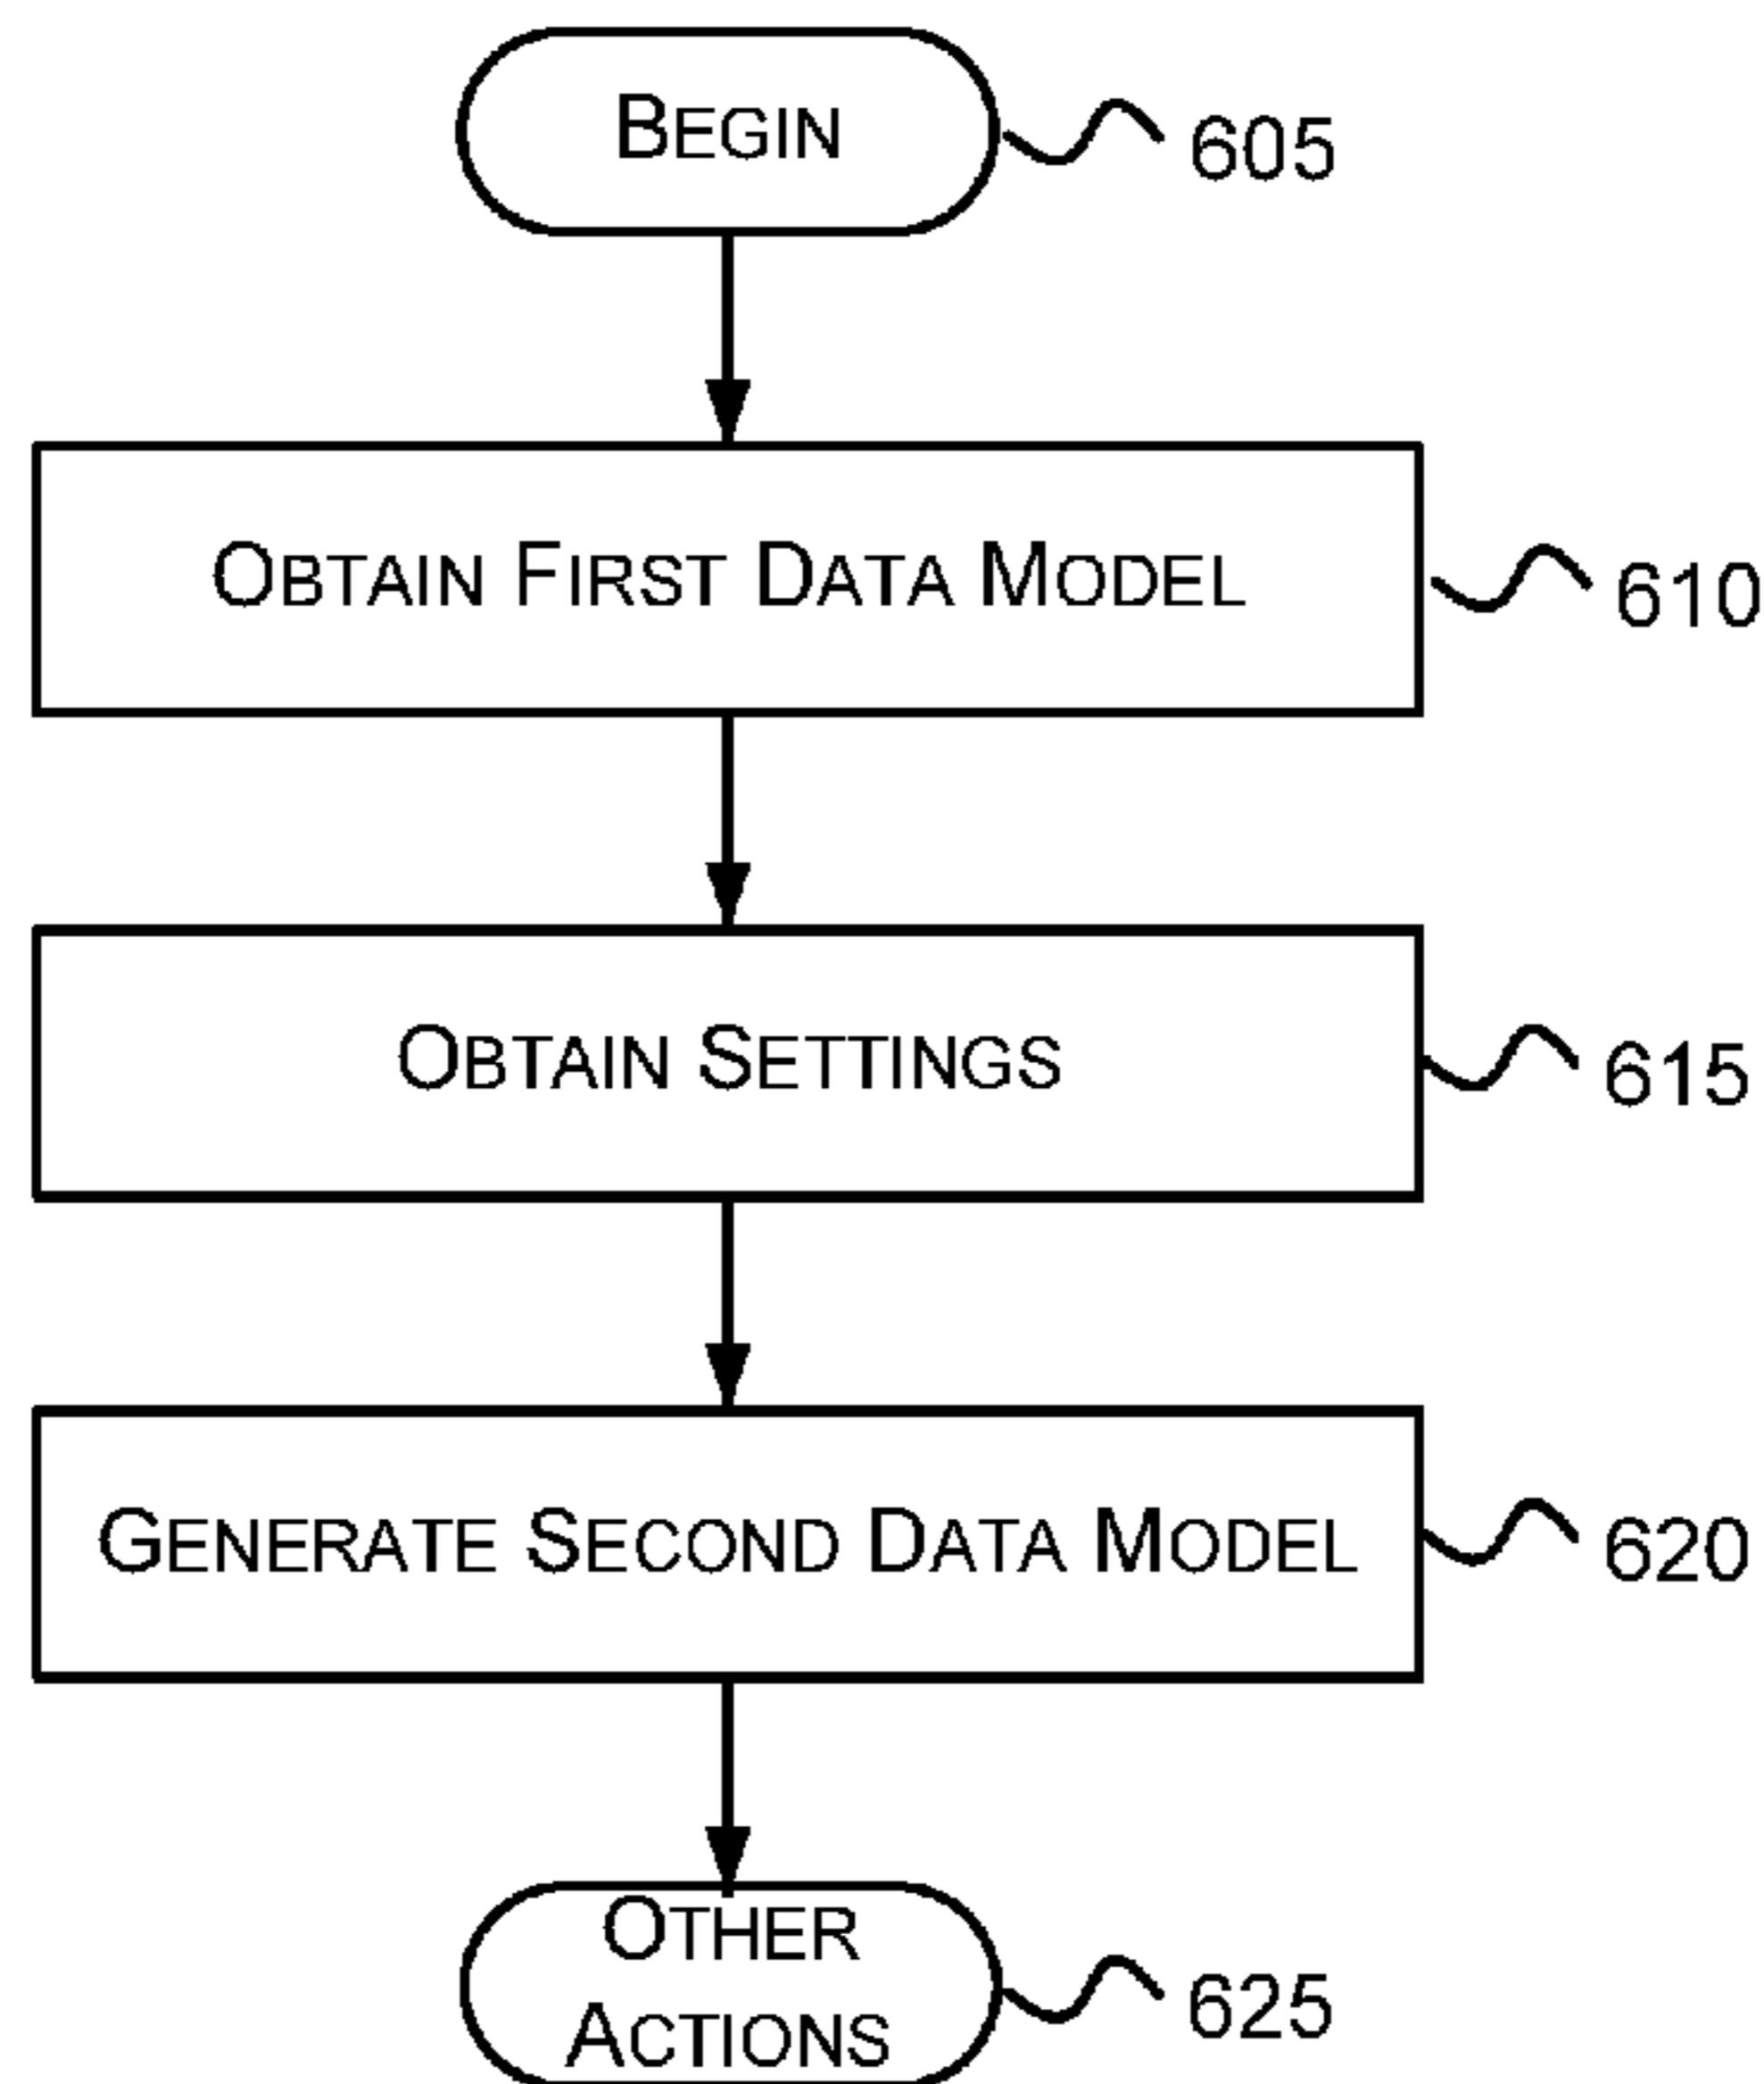 BEGIN
605
OBTAIN FIRST DATA MODEL
610
OBTAIN SETTINGS
615
GENERATE SECOND DATA MODEL
620
OTHER
ACTIONS
625